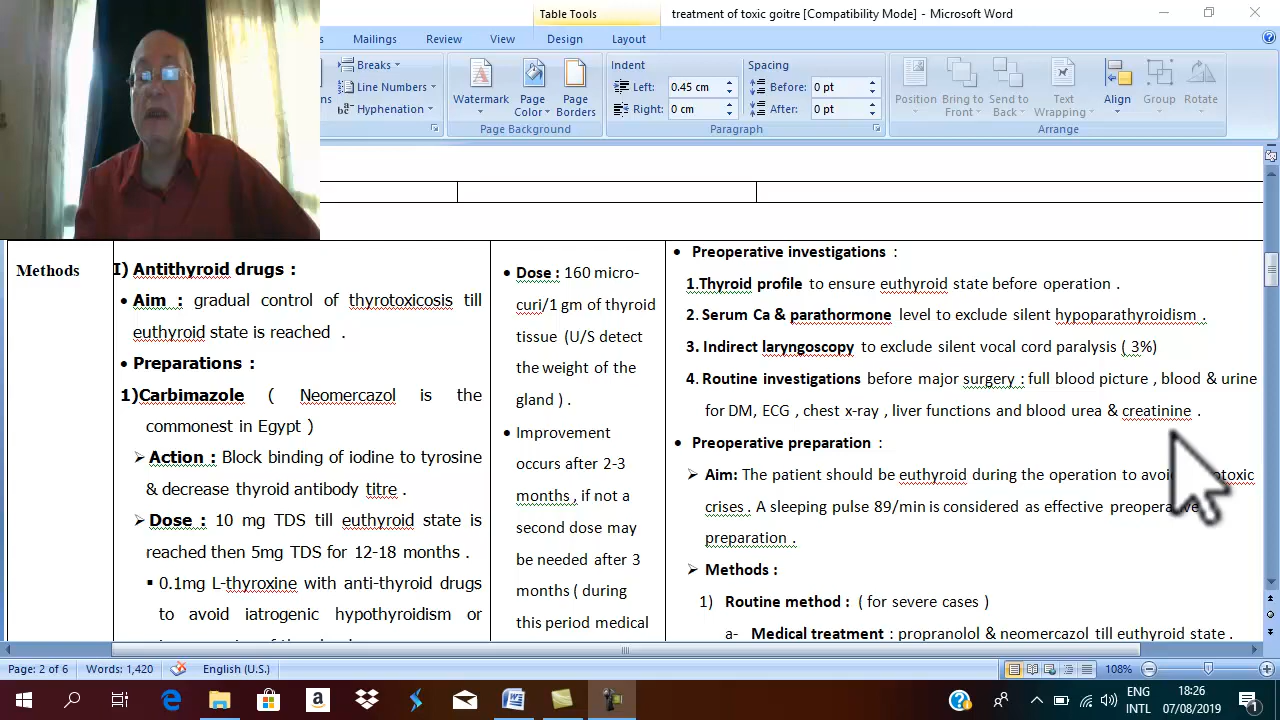 Table Tools
treatment of toxic goitre [Compatibility Mode] - Microsoft Word
Mailings
Review
View
Design
Layout
Breaks
Line Numbers
Hyphenation
Watermark
Page Color
Page Borders
Page Background
Indent
Left: 0.45 cm
Right: 0 cm
Spacing
Before: 0 pt
After: 0 pt
Paragraph
Position
Bring to Front
Send to Back
Text Wrapping
Align
Group
Rotate
Arrange
Methods
I) Antithyroid drugs :
• Aim : gradual control of thyrotoxicosis till
euthyroid state is reached .
• Preparations :
1)Carbimazole ( Neomercazol is the
commonest in Egypt )
➢ Action : Block binding of iodine to tyrosine
& decrease thyroid antibody titre .
➢ Dose : 10 mg TDS till euthyroid state is
reached then 5mg TDS for 12-18 months .
▪ 0.1mg L-thyroxine with anti-thyroid drugs
to avoid iatrogenic hypothyroidism or
• Dose : 160 micro-
curi/1 gm of thyroid
tissue (U/S detect
the weight of the
gland ) .
• Improvement
occurs after 2-3
months , if not a
second dose may
be needed after 3
months ( during
this period medical
• Preoperative investigations :
1.Thyroid profile to ensure euthyroid state before operation .
2. Serum Ca & parathormone level to exclude silent hypoparathyroidism .
3. Indirect laryngoscopy to exclude silent vocal cord paralysis ( 3%)
4. Routine investigations before major surgery : full blood picture , blood & urine
for DM, ECG , chest x-ray , liver functions and blood urea & creatinine .
• Preoperative preparation :
➢ Aim: The patient should be euthyroid during the operation to avoid
crises . A sleeping pulse 89/min is considered as effective preoperative
preparation .
➢ Methods :
1) Routine method : ( for severe cases )
a- Medical treatment : propranolol & neomercazol till euthyroid state .
Page: 2 of 6
Words: 1,420
English (U.S.)
108%
ENG
INTL
18:26
07/08/2019
1